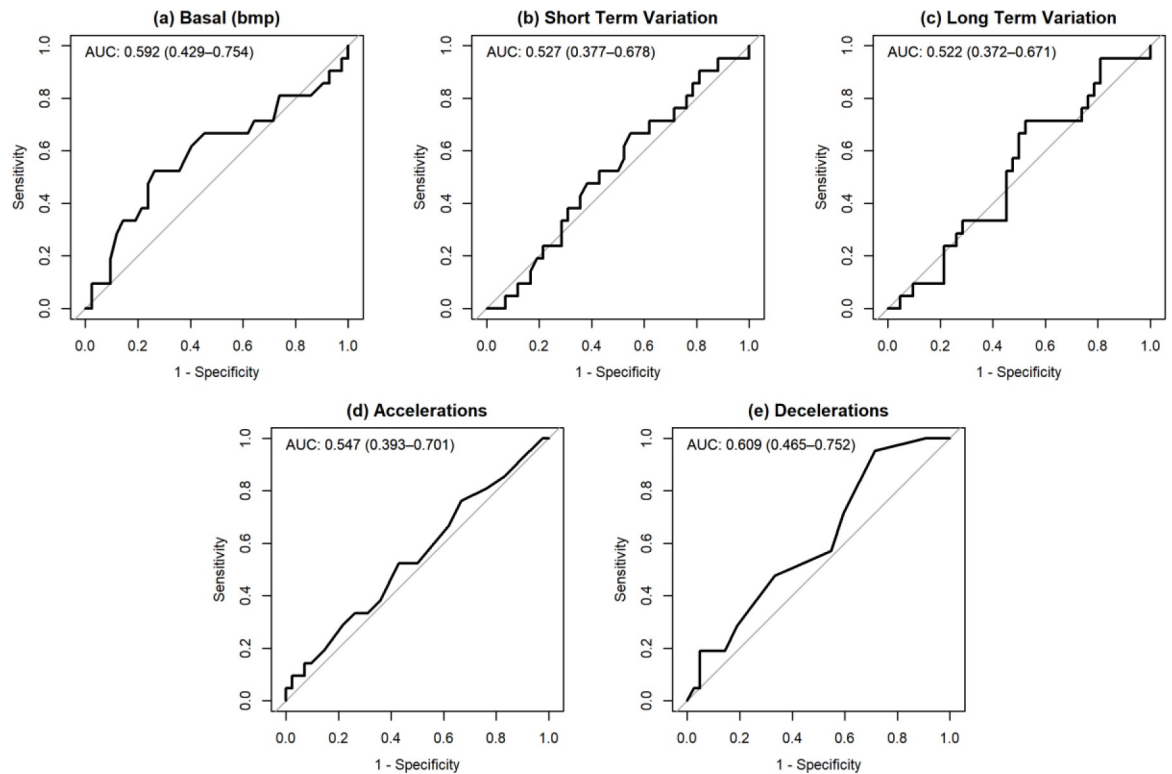 (a) Basal (bmp)
AUC: 0.592 (0.429–0.754)
Sensitivity
0.0 0.2 0.4 0.6 0.8 1.0
0.0 0.2 0.4 0.6 0.8 1.0
1 - Specificity
(b) Short Term Variation
AUC: 0.527 (0.377–0.678)
Sensitivity
0.0 0.2 0.4 0.6 0.8 1.0
0.0 0.2 0.4 0.6 0.8 1.0
1 - Specificity
(c) Long Term Variation
AUC: 0.522 (0.372–0.671)
Sensitivity
0.0 0.2 0.4 0.6 0.8 1.0
0.0 0.2 0.4 0.6 0.8 1.0
1 - Specificity
(d) Accelerations
AUC: 0.547 (0.393–0.701)
Sensitivity
0.0 0.2 0.4 0.6 0.8 1.0
0.0 0.2 0.4 0.6 0.8 1.0
1 - Specificity
(e) Decelerations
AUC: 0.609 (0.465–0.752)
Sensitivity
0.0 0.2 0.4 0.6 0.8 1.0
0.0 0.2 0.4 0.6 0.8 1.0
1 - Specificity